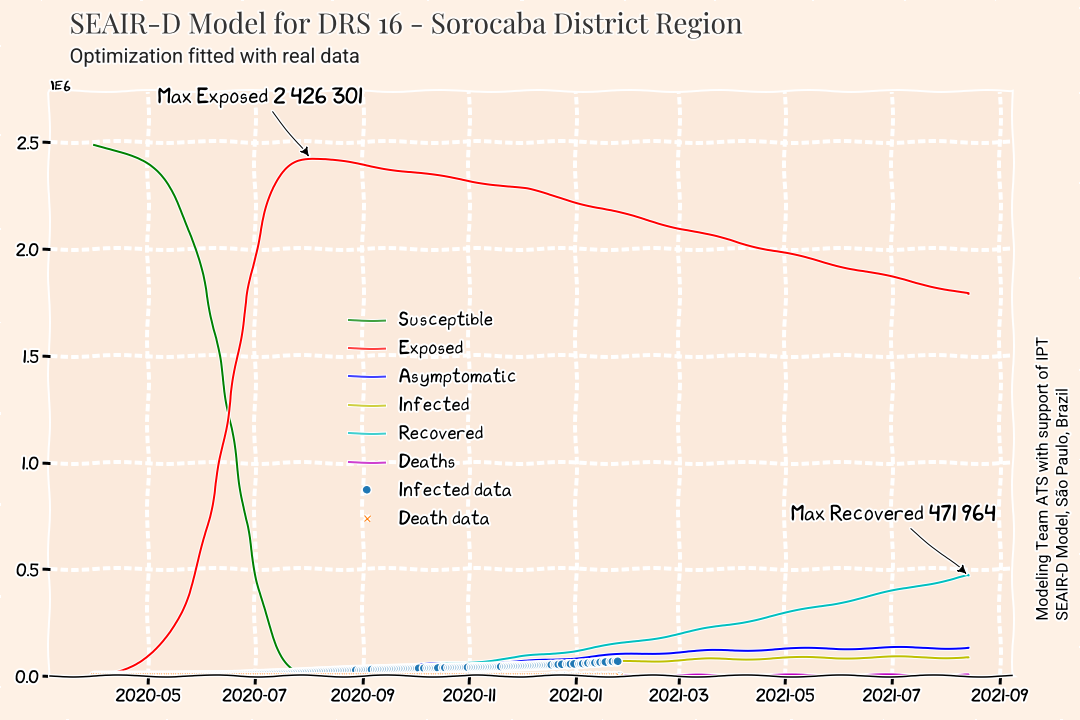 SEAIR-D Model for DRS 16 - Sorocaba District Region
Optimization fitted with real data
1E6
Max Exposed 2 426 301
2.5
2.0
1.5
1.0
0.5
0.0
Susceptible
Exposed
Asymptomatic
Infected
Recovered
Deaths
Infected data
Death data
Max Recovered 471 964
2020-05
2020-07
2020-09
2020-11
2021-01
2021-03
2021-05
2021-07
2021-09
Modeling Team ATS with support of IPT
SEAIR-D Model, São Paulo, Brazil